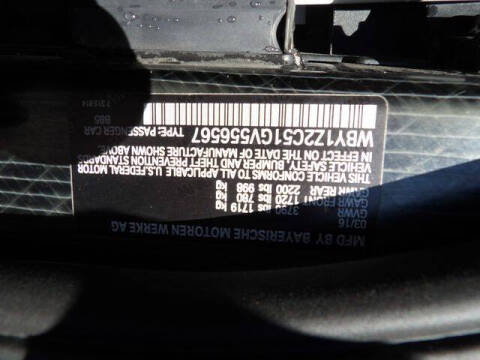 MFD BY BAYERISCHE MOTOREN WERKE AG
03/16
GVWR 3790 lbs 1719 kg
GAWR FRONT 1720 lbs 780 kg
GAWR REAR 2200 lbs 998 kg
THIS VEHICLE CONFORMS TO ALL APPLICABLE U.S. FEDERAL MOTOR
VEHICLE SAFETY, BUMPER, AND THEFT PREVENTION STANDARDS
IN EFFECT ON THE DATE OF MANUFACTURE SHOWN ABOVE
WBY1Z2C51GV556567 TYPE: PASSENGER CAR
B85